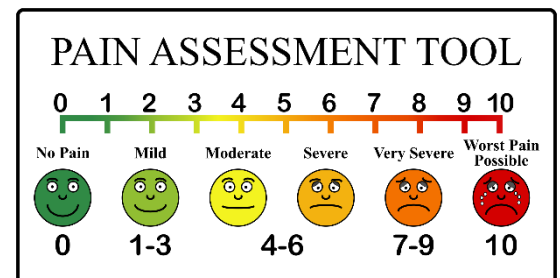 PAIN ASSESSMENT TOOL
0 1 2 3 4 5 6 7 8 9 10
No Pain Mild Moderate Severe Very Severe Worst Pain
Possible
0 1-3 4-6 7-9 10